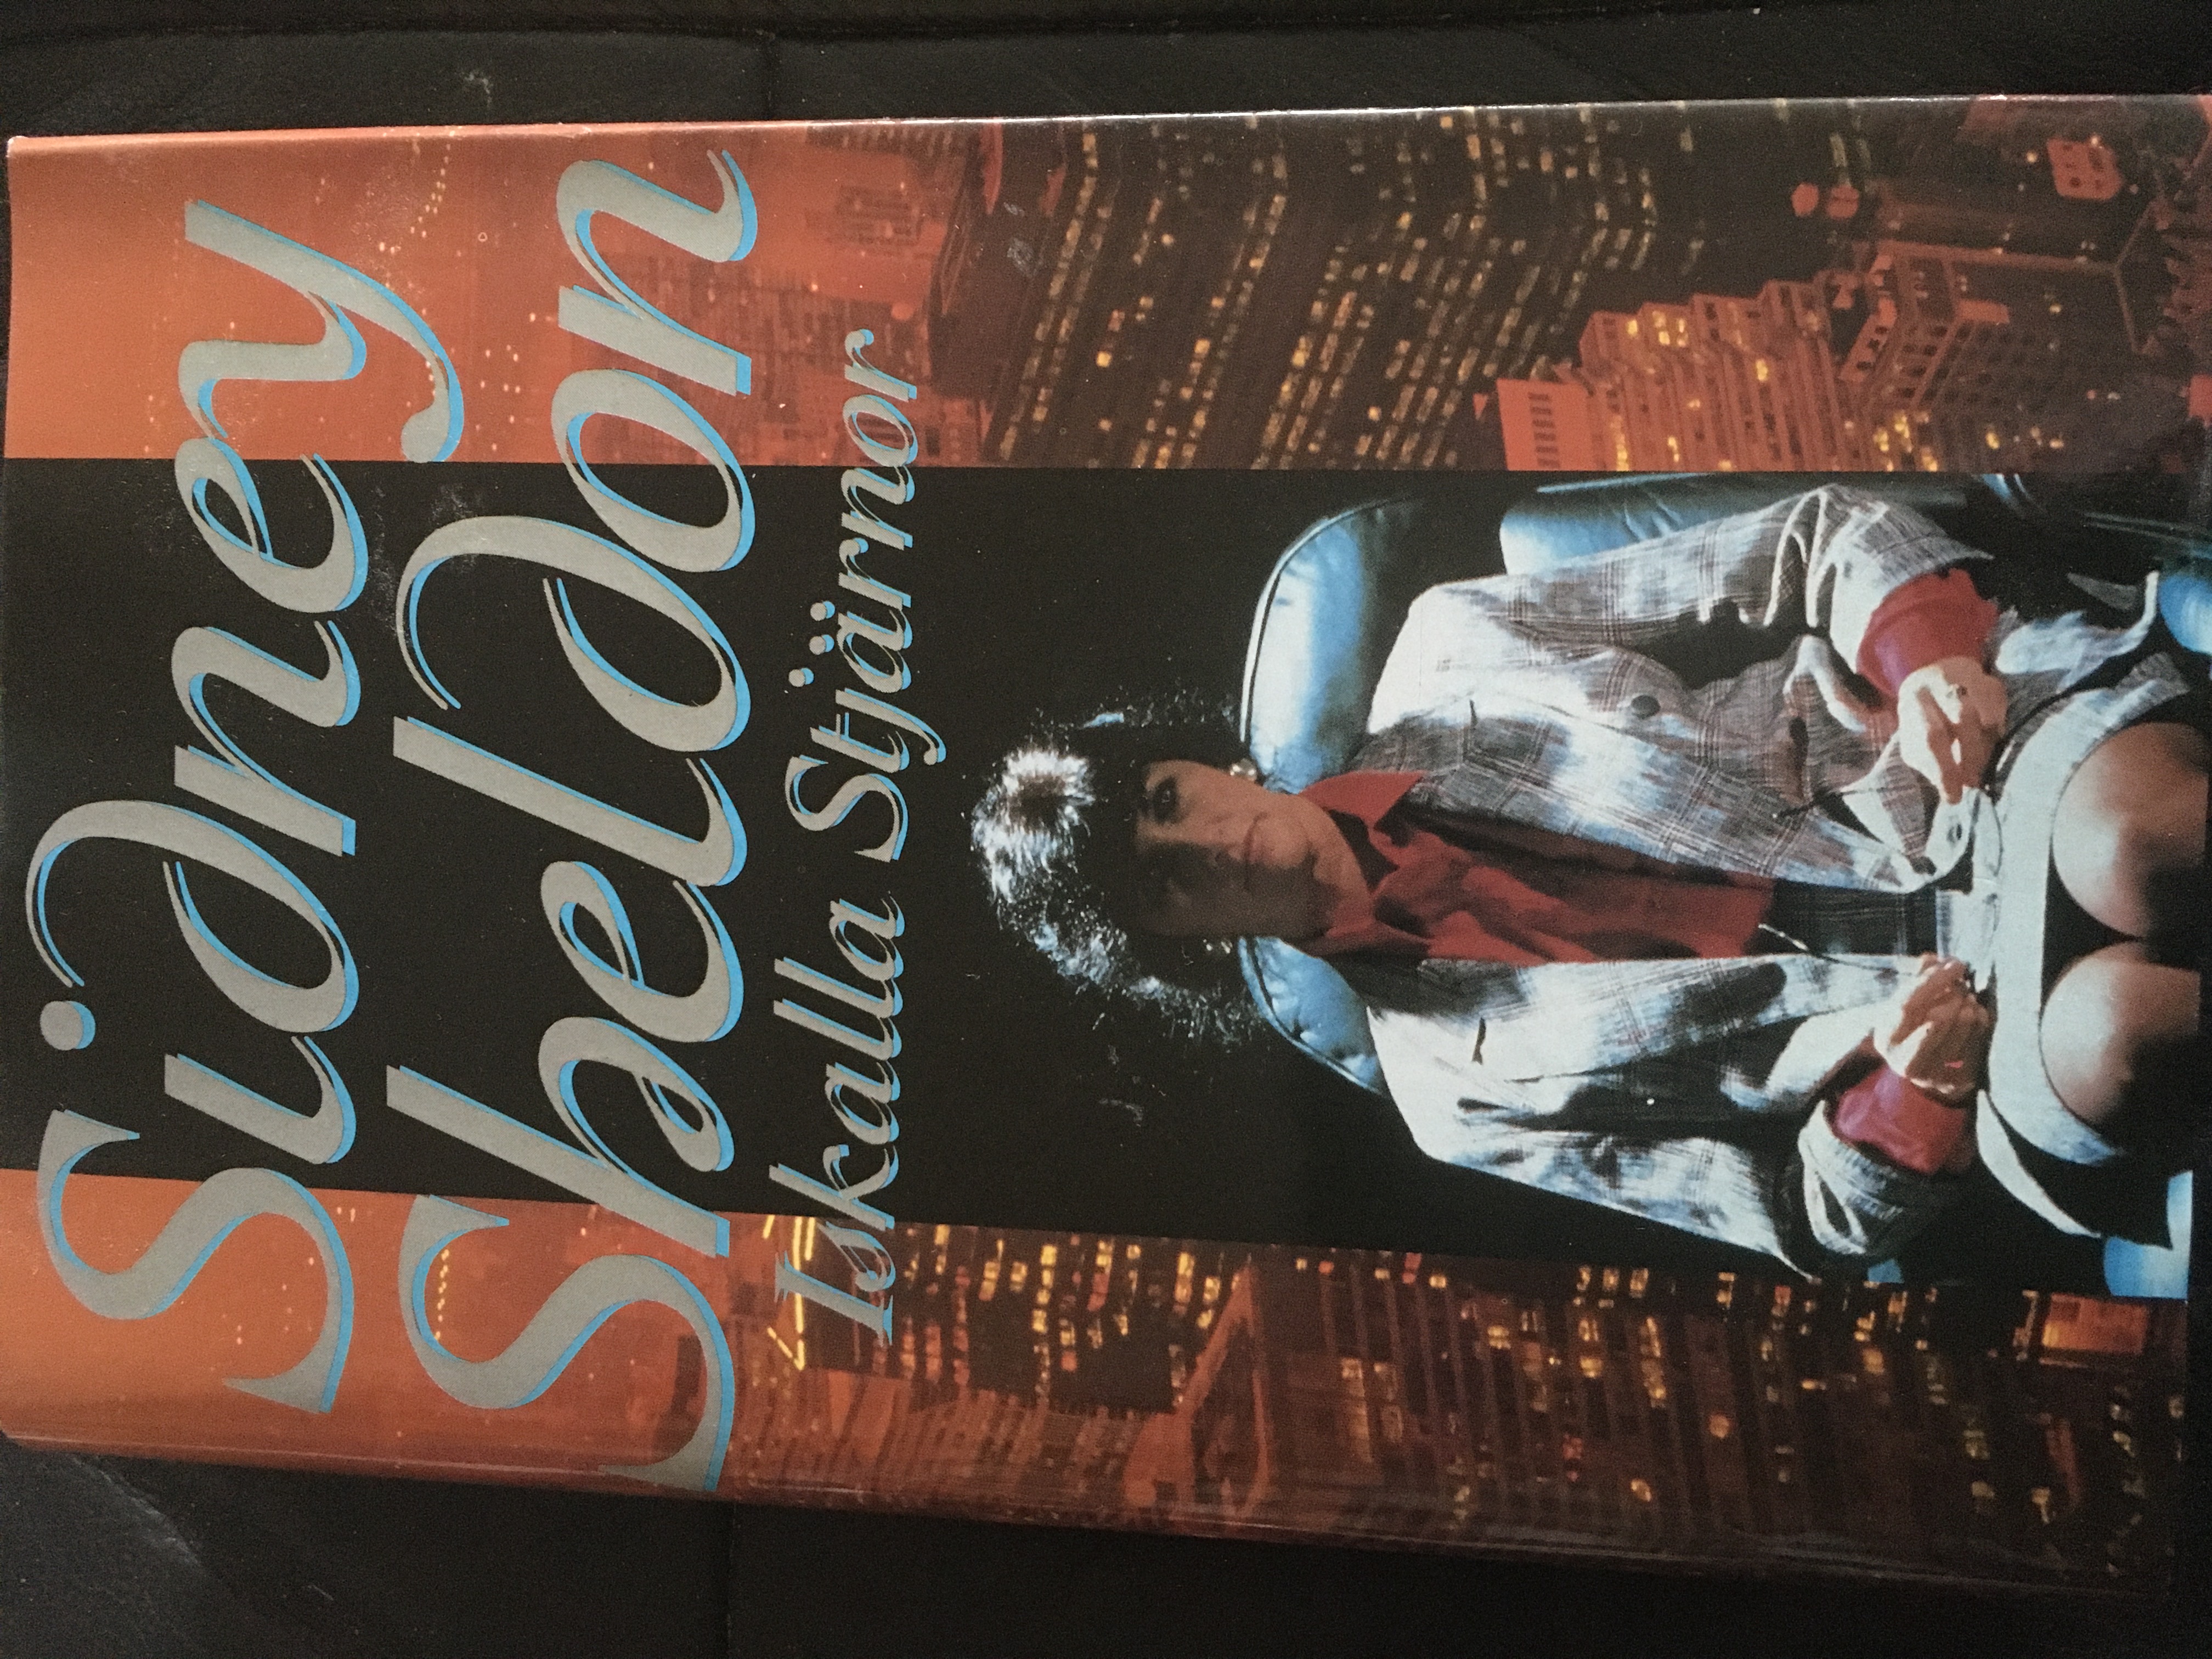 Sidney
Sheldon
Iskalla Stjärnor